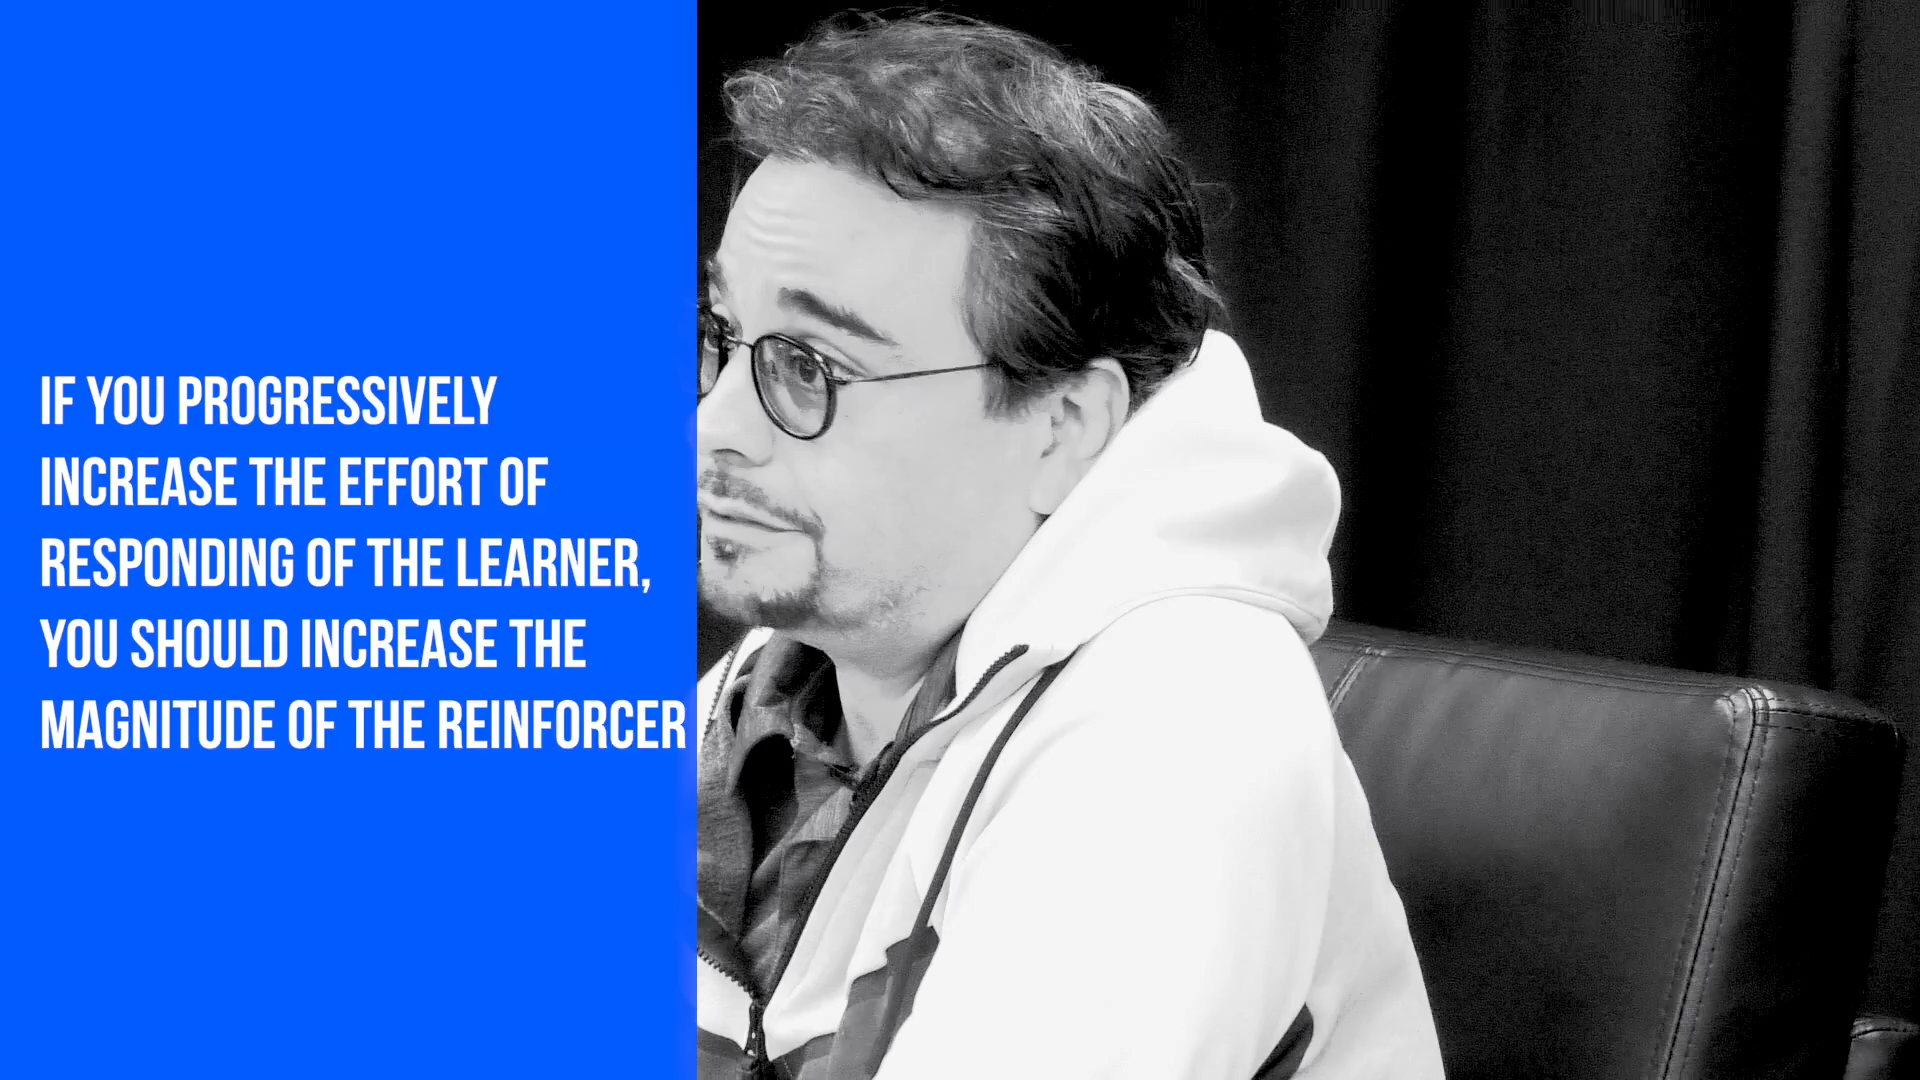 IF YOU PROGRESSIVELY
INCREASE THE EFFORT OF
RESPONDING OF THE LEARNER,
YOU SHOULD INCREASE THE
MAGNITUDE OF THE REINFORCER